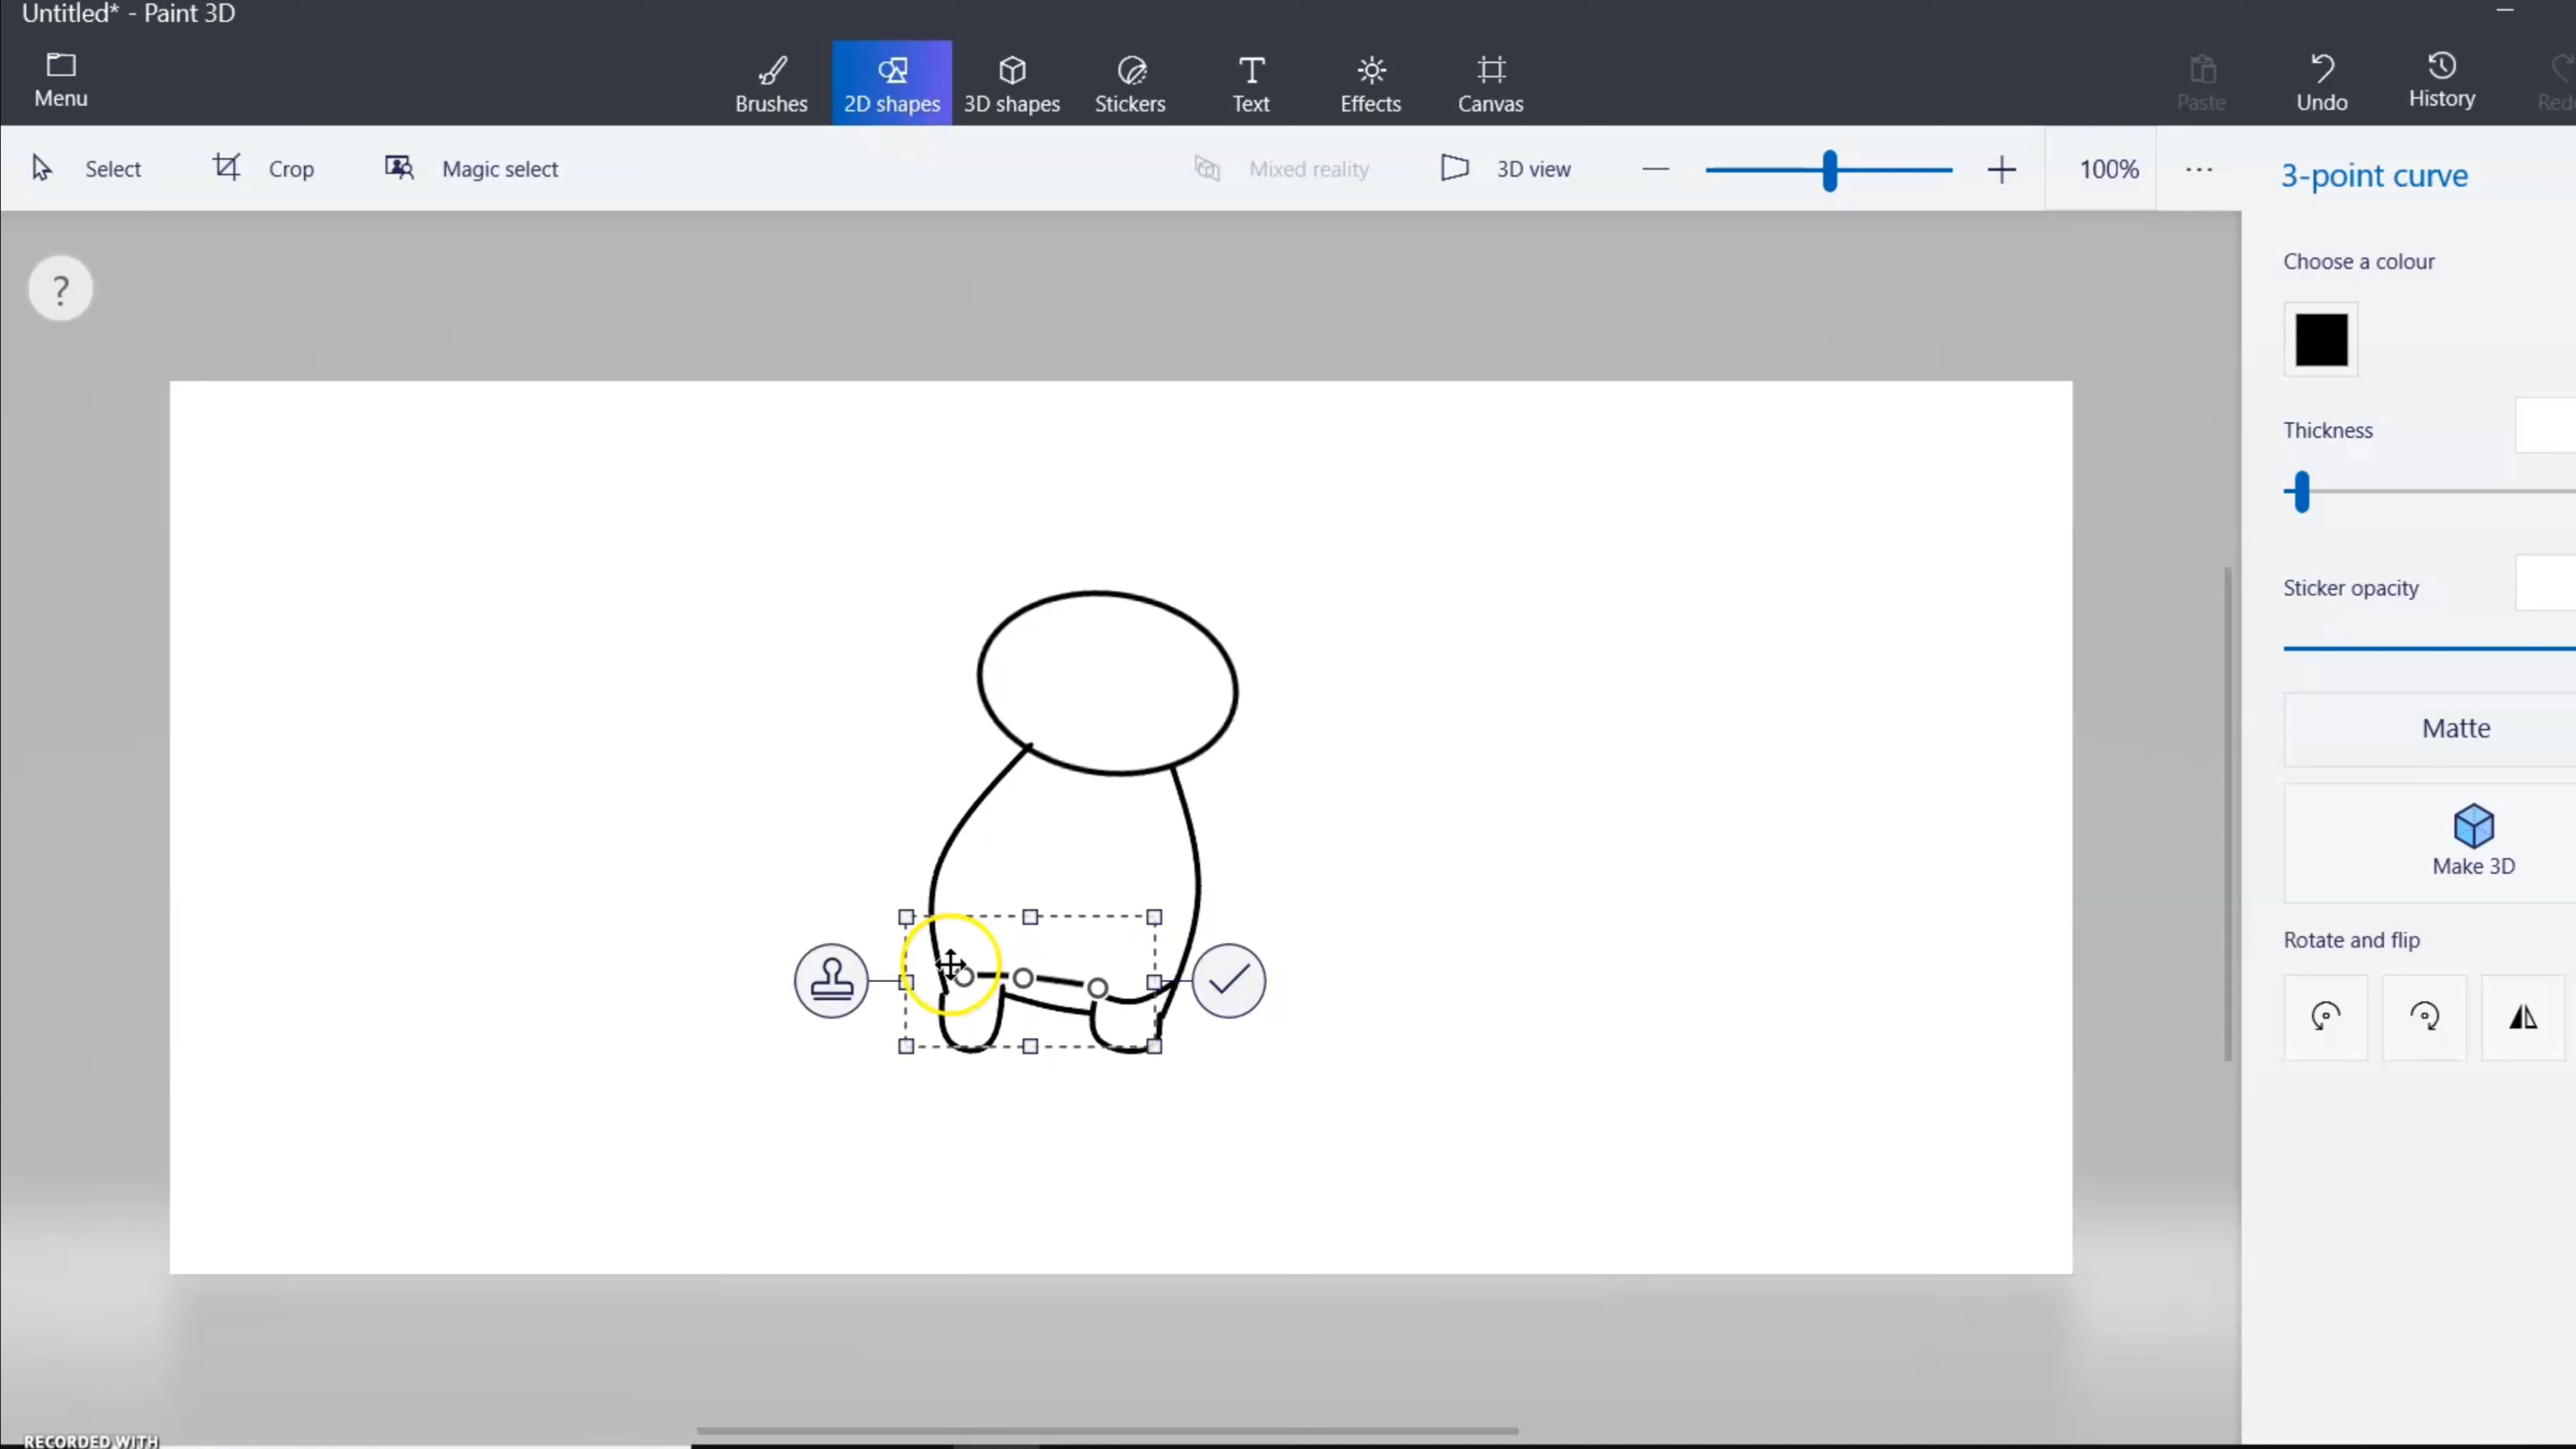 Untitled* - Paint 3D
Menu
Brushes
2D shapes
3D shapes
Stickers
Text
Effects
Canvas
Paste
Undo
History
Select
Crop
Magic select
Mixed reality
3D view
100%
3-point curve
?
Choose a colour
Thickness
Sticker opacity
Matte
Make 3D
Rotate and flip
RECORDED WITH